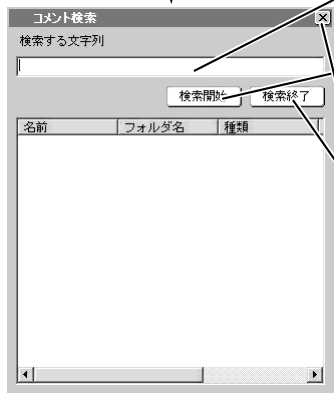 コメント検索
検索する文字列
検索開始 検索終了
名前 フォルダ名 種類